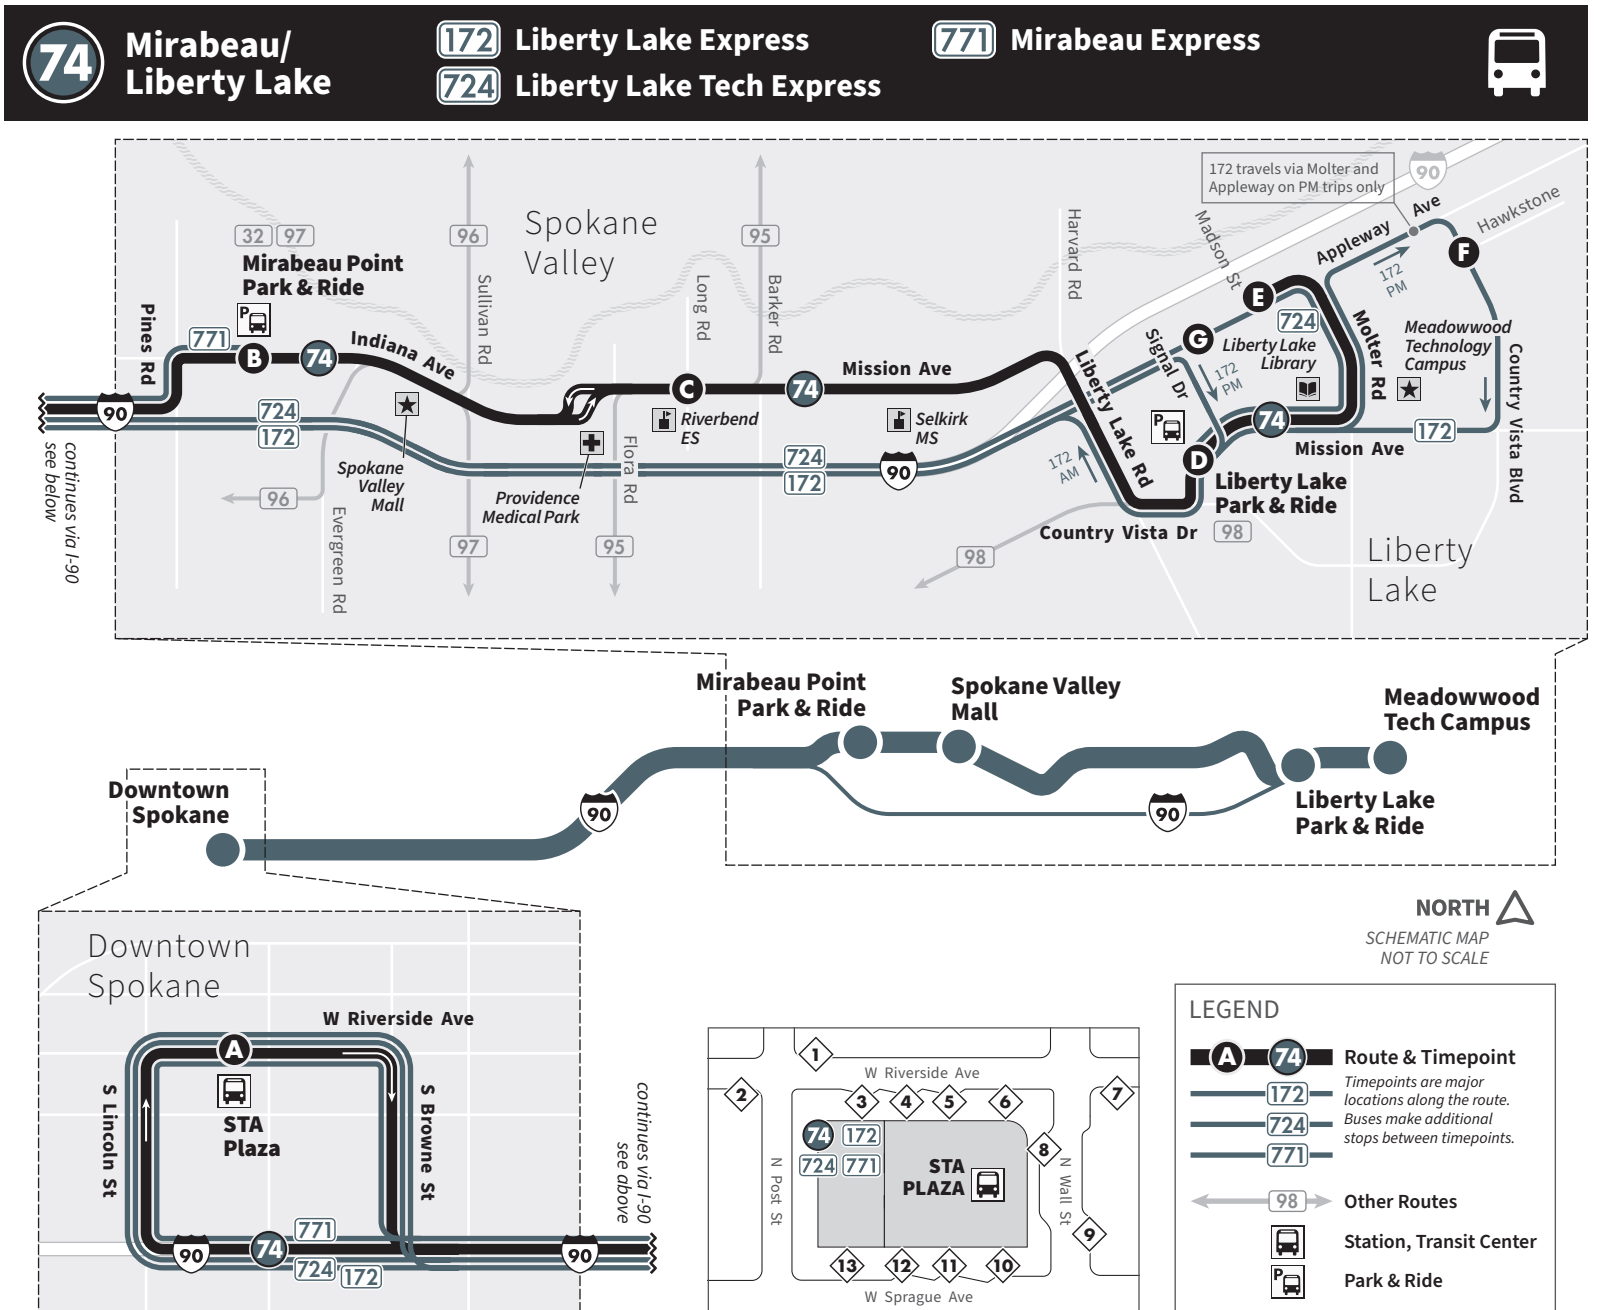 74
Mirabeau/
Liberty Lake
172 Liberty Lake Express
724 Liberty Lake Tech Express
771 Mirabeau Express
172 travels via Molter and
Appleway on PM trips only
90
Spokane
Valley
32 97
96
95
Mirabeau Point
Park & Ride
P
Pines Rd
771
B
74
Indiana Ave
Sullivan Rd
Long Rd
Barker Rd
Harvard Rd
Madson St
Appleway Ave
Hawkstone
F
E
G
172
PM
724
Liberty Lake
Library
Signal Dr
172
PM
Molter Rd
Meadowwood
Technology
Campus
Country Vista Blvd
C
74
Mission Ave
Liberty Lake Rd
P
74
172
Mission Ave
90
724
172
Riverbend
ES
Selkirk
MS
Spokane
Valley
Mall
Providence
Medical Park
Flora Rd
724
172
90
172
AM
D
Liberty Lake
Park & Ride
98
Country Vista Dr
98
96
Evergreen Rd
97
95
Liberty
Lake
continues via I-90
see below
Mirabeau Point
Park & Ride
Spokane Valley
Mall
Meadowwood
Tech Campus
Downtown
Spokane
90
90
Liberty Lake
Park & Ride
NORTH
SCHEMATIC MAP
NOT TO SCALE
Downtown
Spokane
W Riverside Ave
A
STA
Plaza
S Lincoln St
S Browne St
771
90
74
90
724
172
continues via I-90
see above
1
W Riverside Ave
2
3
4
5
6
7
74
172
724
771
STA
PLAZA
8
N Post St
N Wall St
9
13
12
11
10
W Sprague Ave
LEGEND
A 74 Route & Timepoint
172
724
771
Timepoints are major
locations along the route.
Buses make additional
stops between timepoints.
98 Other Routes
Station, Transit Center
P Park & Ride